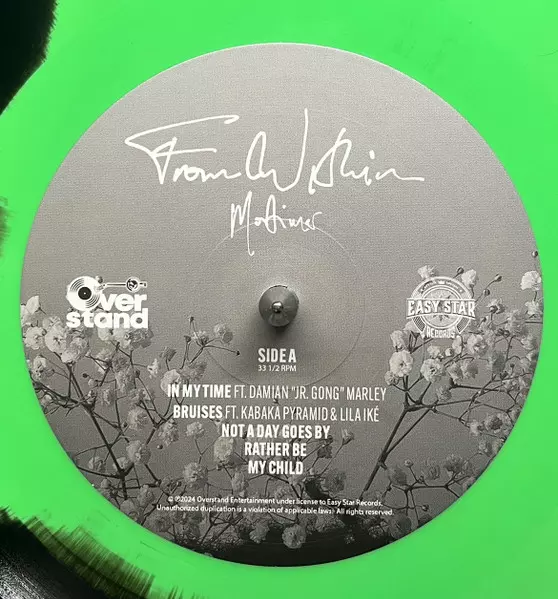 From Within
Mortimer
Over
stand
EASY STAR
RECORDS
SIDE A
33 1/2 RPM
IN MY TIME FT. DAMIAN "JR. GONG" MARLEY
BRUISES FT. KABAKA PYRAMID & LILA IKÉ
NOT A DAY GOES BY
RATHER BE
MY CHILD
© ℗2024 Overstand Entertainment under license to Easy Star Records.
Unauthorized duplication is a violation of applicable laws. All rights reserved.